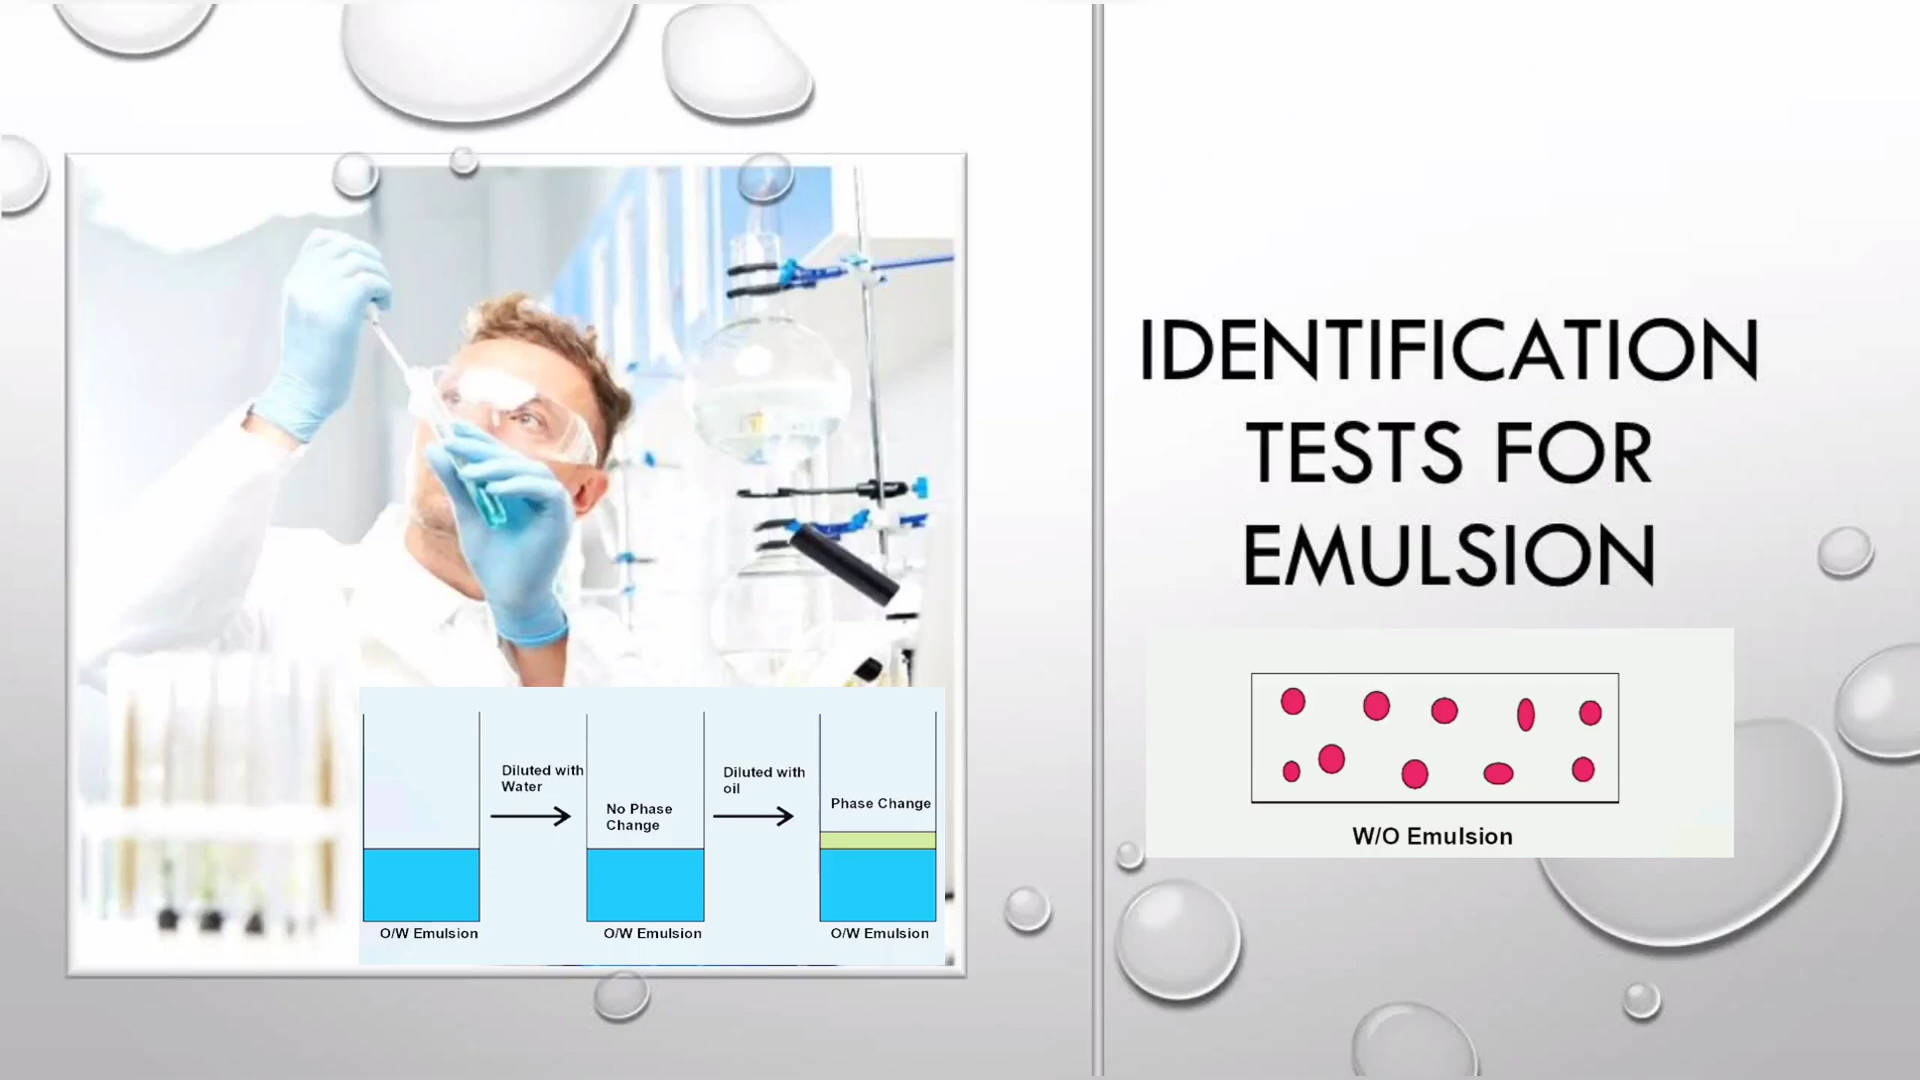 IDENTIFICATION
TESTS FOR
EMULSION
Diluted with
Water
No Phase
Change
Diluted with
oil
Phase Change
O/W Emulsion
O/W Emulsion
O/W Emulsion
W/O Emulsion